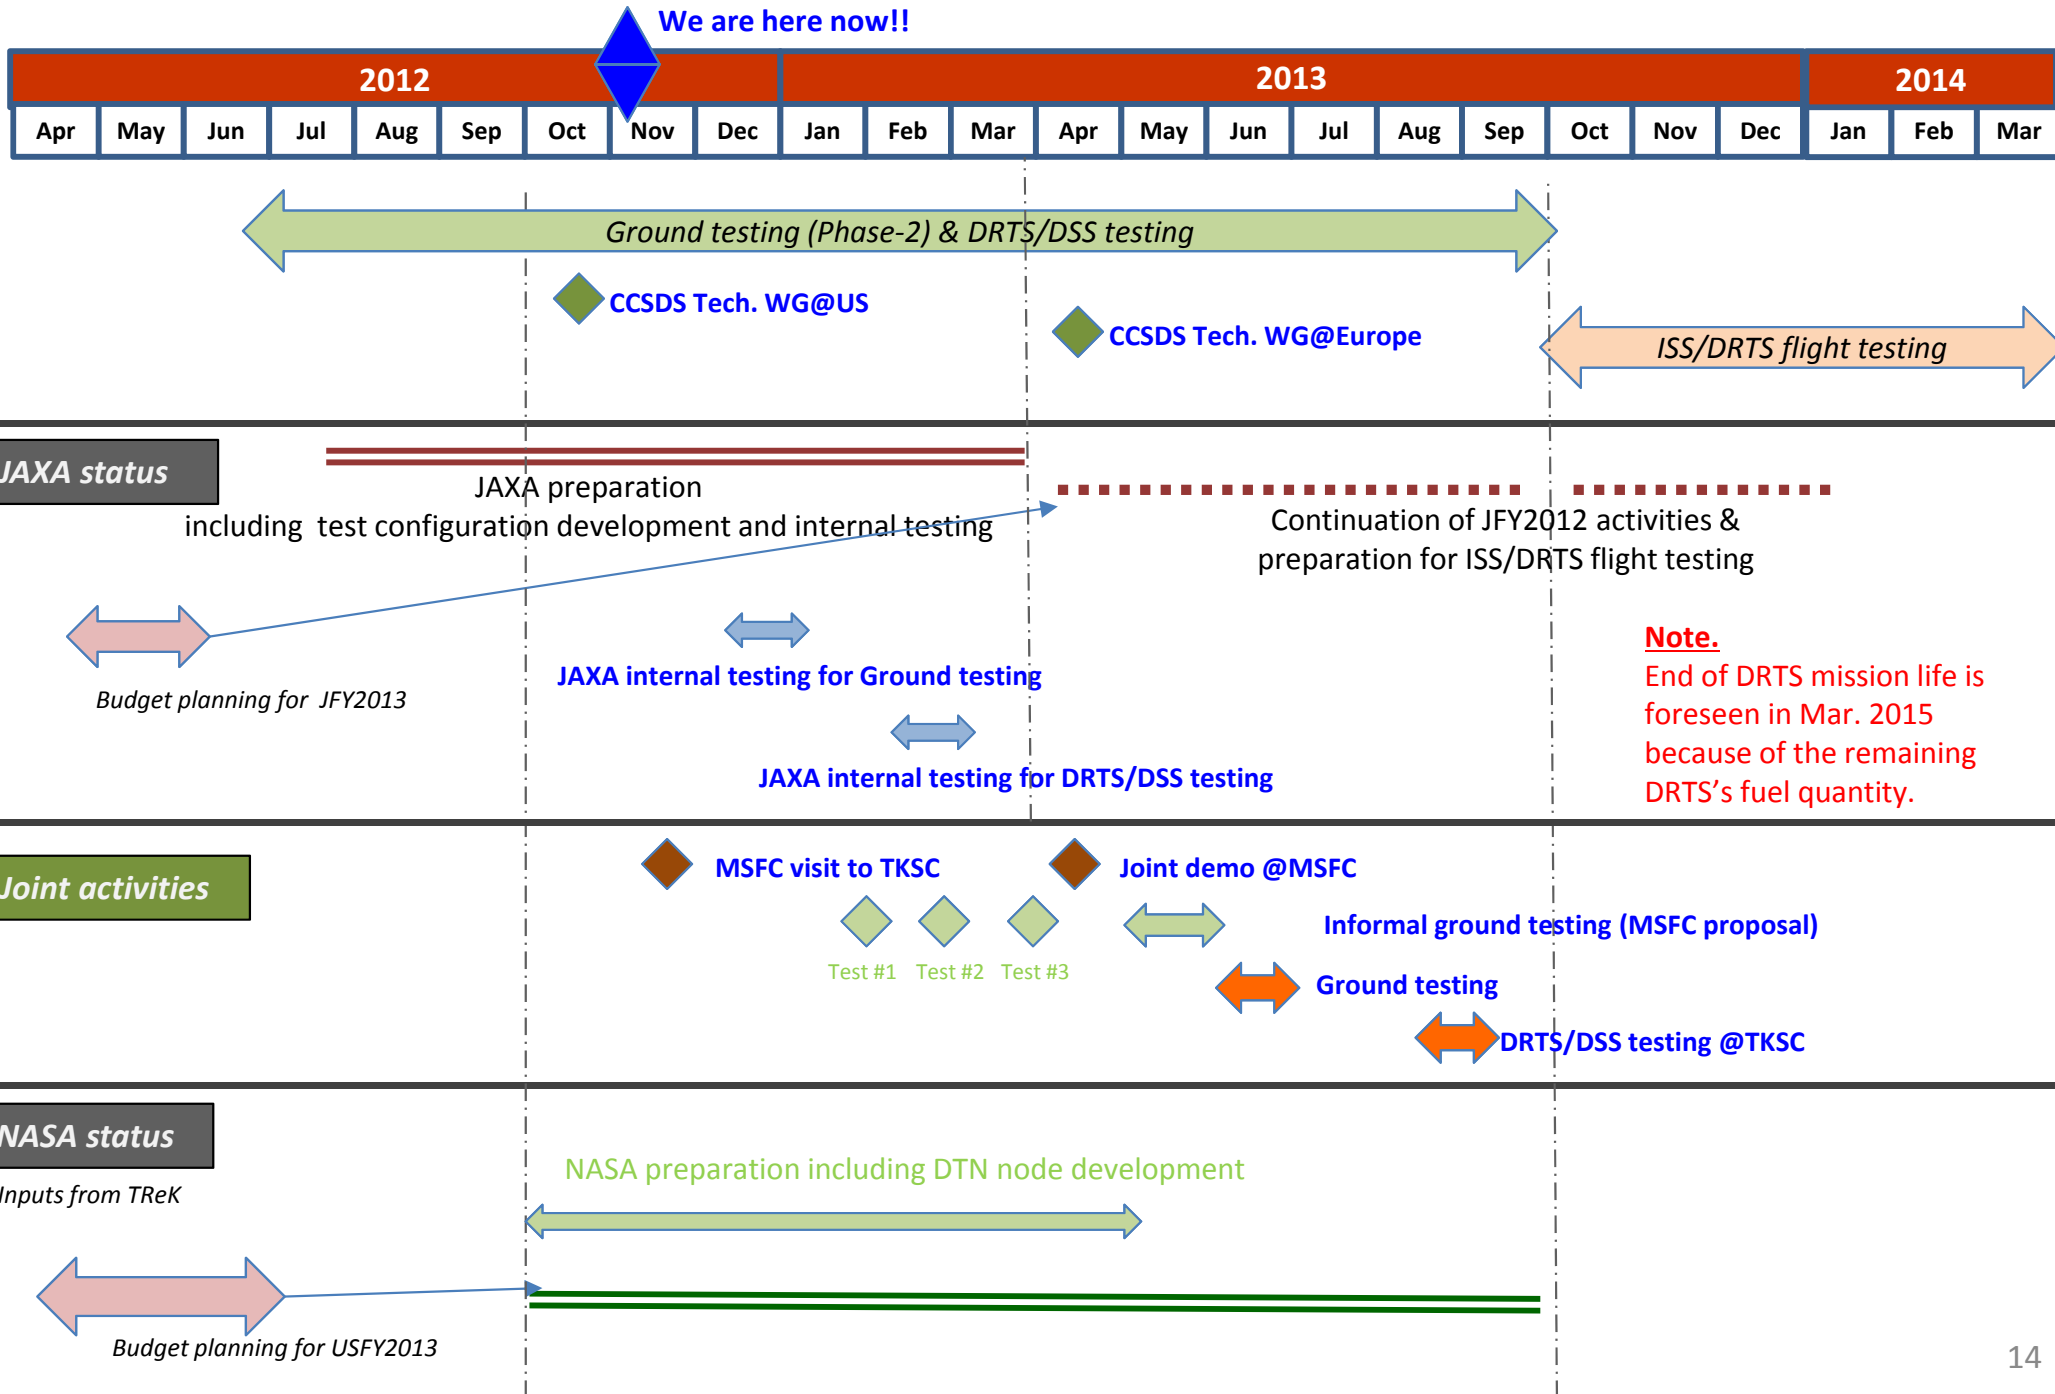 We are here now!!
2012 2013 2014
Apr May Jun Jul Aug Sep Oct Nov Dec Jan Feb Mar Apr May Jun Jul Aug Sep Oct Nov Dec Jan Feb Mar
Ground testing (Phase-2) & DRTS/DSS testing
CCSDS Tech. WG@US
CCSDS Tech. WG@Europe
ISS/DRTS flight testing
JAXA status
JAXA preparation
including test configuration development and internal testing
Continuation of JFY2012 activities &
preparation for ISS/DRTS flight testing
Budget planning for JFY2013
JAXA internal testing for Ground testing
JAXA internal testing for DRTS/DSS testing
Note.
End of DRTS mission life is
foreseen in Mar. 2015
because of the remaining
DRTS’s fuel quantity.
Joint activities
MSFC visit to TKSC
Joint demo @MSFC
Test #1 Test #2 Test #3
Informal ground testing (MSFC proposal)
Ground testing
DRTS/DSS testing @TKSC
NASA status
Inputs from TReK
NASA preparation including DTN node development
Budget planning for USFY2013
14